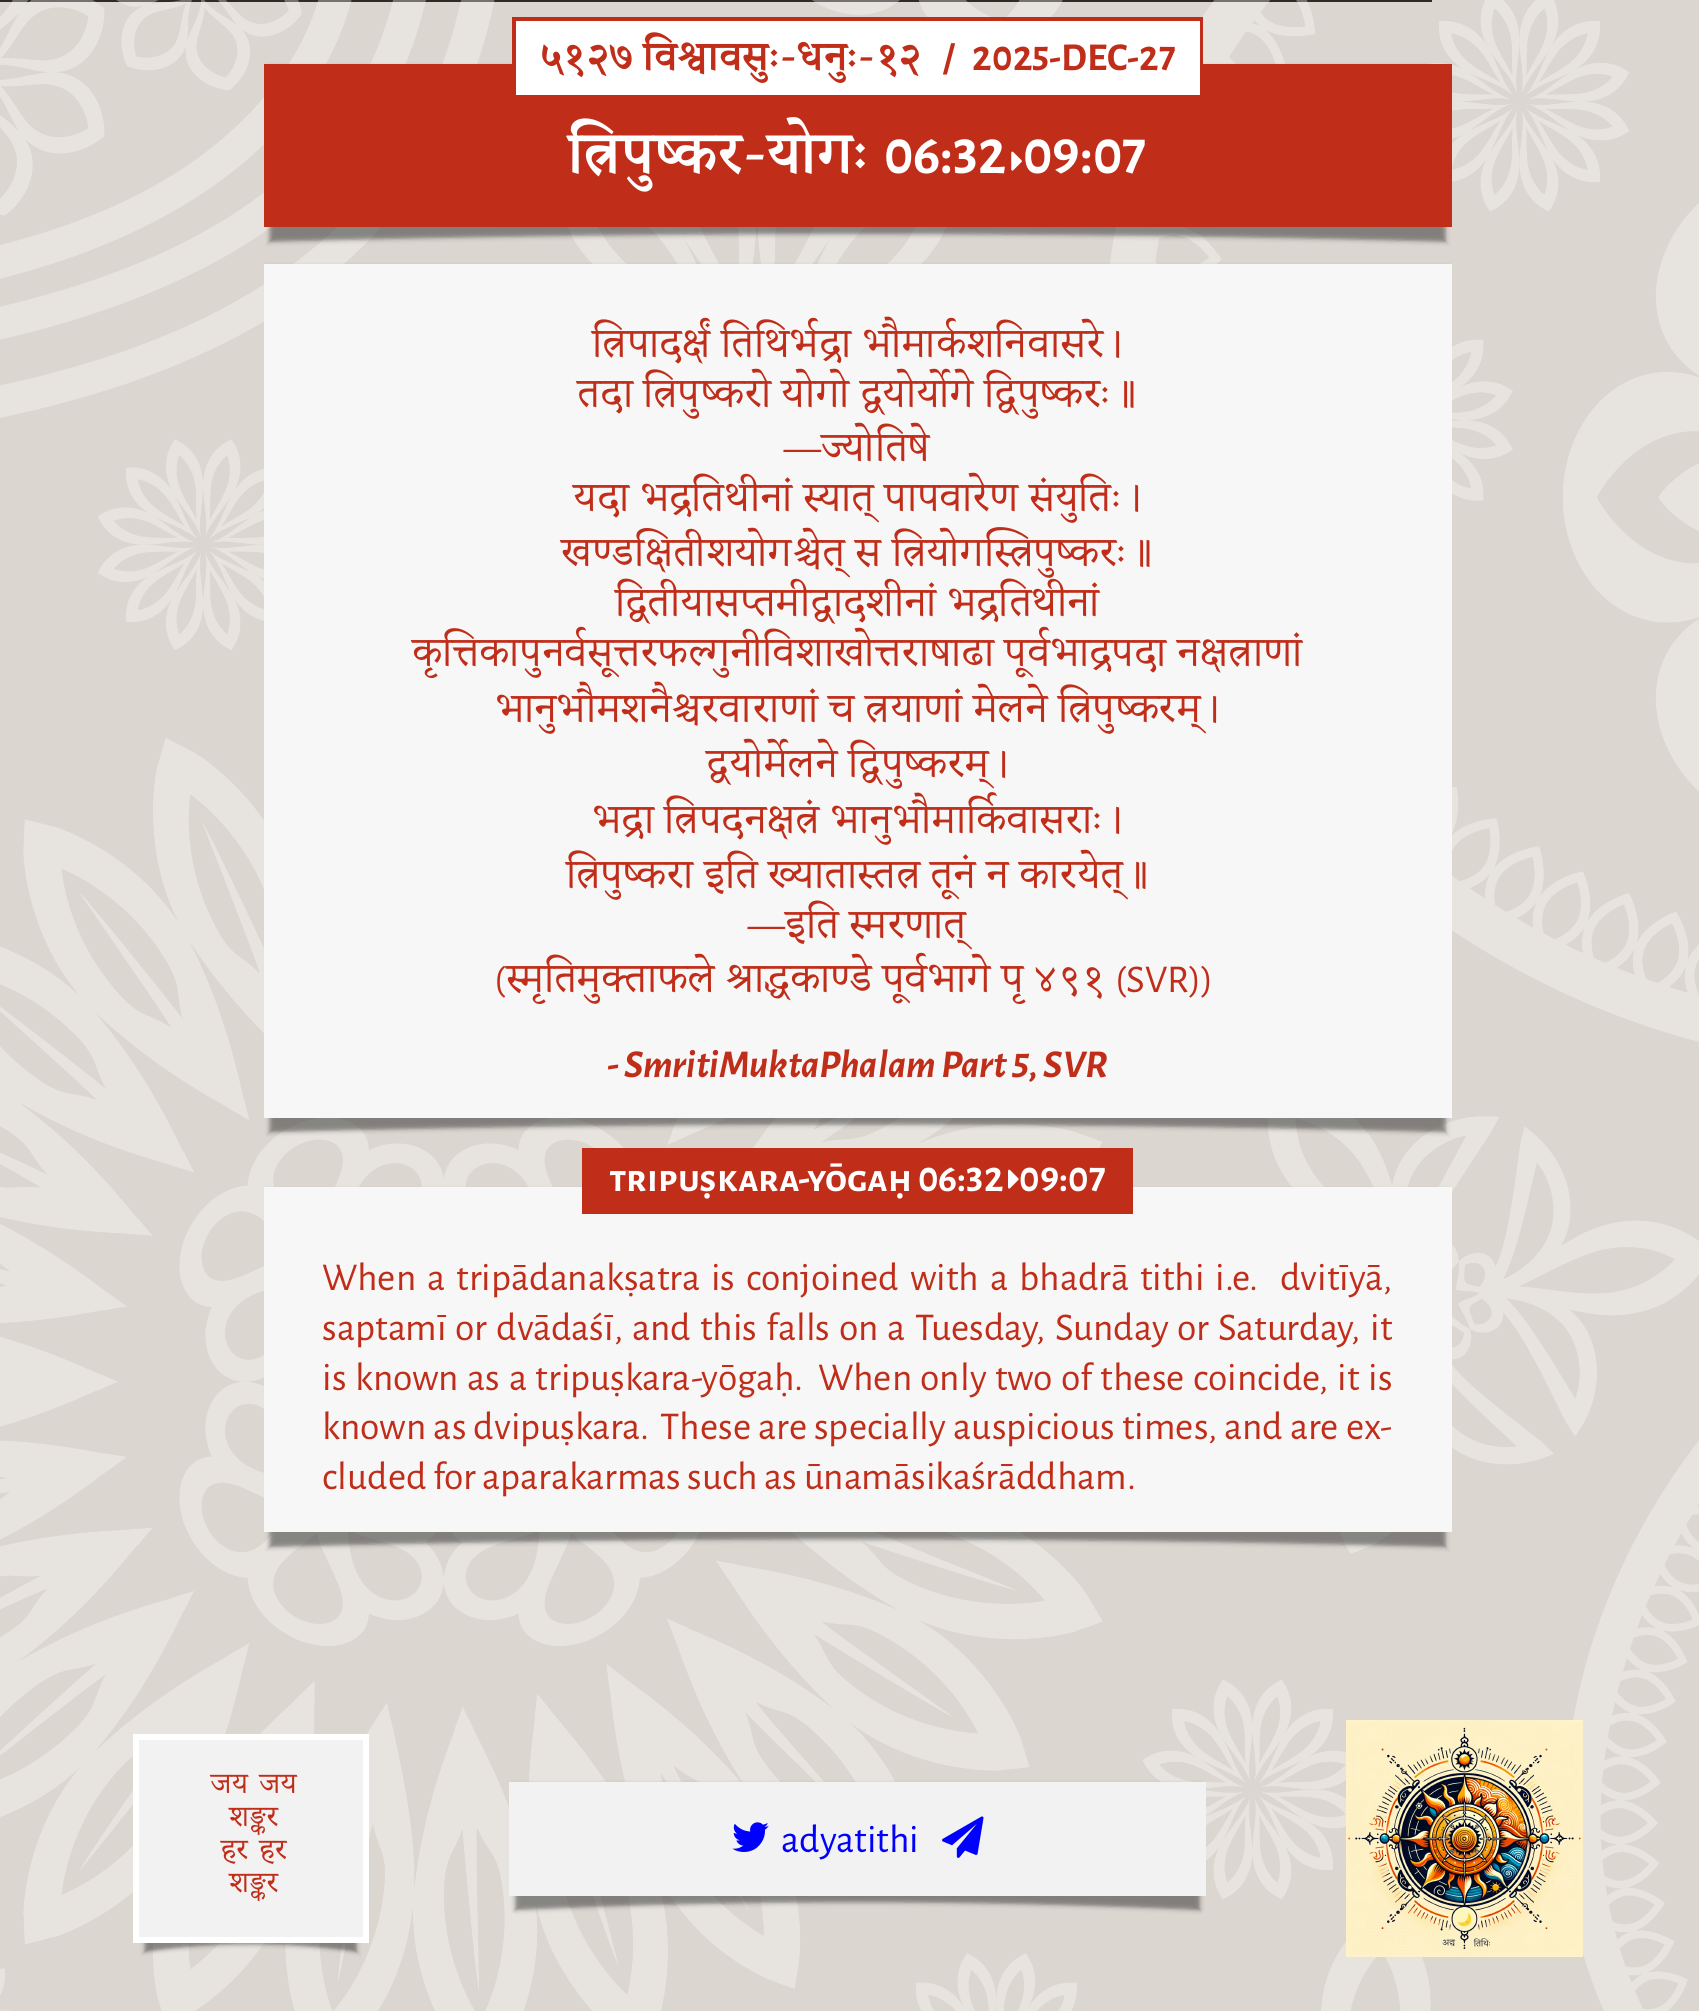 ५१२७ विश्वावसुः-धनुः-१२ / 2025-DEC-27
त्रिपुष्कर-योगः 06:32▸09:07
त्रिपादर्क्षं तिथिर्भद्रा भौमार्कशनिवासरे।
तदा त्रिपुष्करो योगो द्वयोर्योगे द्विपुष्करः॥
—ज्योतिषे
यदा भद्रतिथीनां स्यात् पापवारेण संयुतिः।
खण्डक्षितीशयोगश्चेत् स त्रियोगस्त्रिपुष्करः॥
द्वितीयासप्तमीद्वादशीनां भद्रतिथीनां
कृत्तिकापुनर्वसूत्तरफल्गुनीविशाखोत्तराषाढा पूर्वभाद्रपदा नक्षत्राणां
भानुभौमशनैश्चरवाराणां च त्रयाणां मेलने त्रिपुष्करम्।
द्वयोर्मेलने द्विपुष्करम्।
भद्रा त्रिपदनक्षत्रं भानुभौमार्किवासराः।
त्रिपुष्करा इति ख्यातास्तत्र तूनं न कारयेत्॥
—इति स्मरणात्
(स्मृतिमुक्ताफले श्राद्धकाण्डे पूर्वभागे पृ ४९१ (SVR))
- SmritiMuktaPhalam Part 5, SVR
TRIPUṢKARA-YŌGAḤ 06:32▸09:07
When a tripādanakṣatra is conjoined with a bhadrā tithi i.e. dvitīyā,
saptamī or dvādaśī, and this falls on a Tuesday, Sunday or Saturday, it
is known as a tripuṣkara-yōgaḥ. When only two of these coincide, it is
known as dvipuṣkara. These are specially auspicious times, and are ex-
cluded for aparakarmas such as ūnamāsikaśrāddham.
जय जय
शङ्कर
हर हर
शङ्कर
adyatithi
अद्य तिथिः